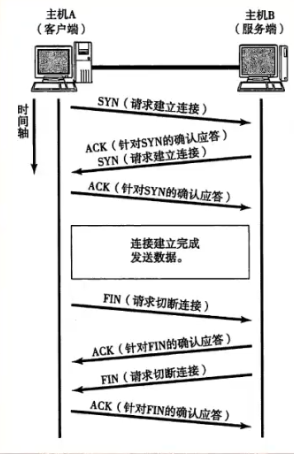 主机A
（客户端）
主机B
（服务端）
时间轴
SYN（请求建立连接）
ACK（针对SYN的确认应答）
SYN（请求建立连接）
ACK（针对SYN的确认应答）
连接建立完成
发送数据。
FIN（请求切断连接）
ACK（针对FIN的确认应答）
FIN（请求切断连接）
ACK（针对FIN的确认应答）